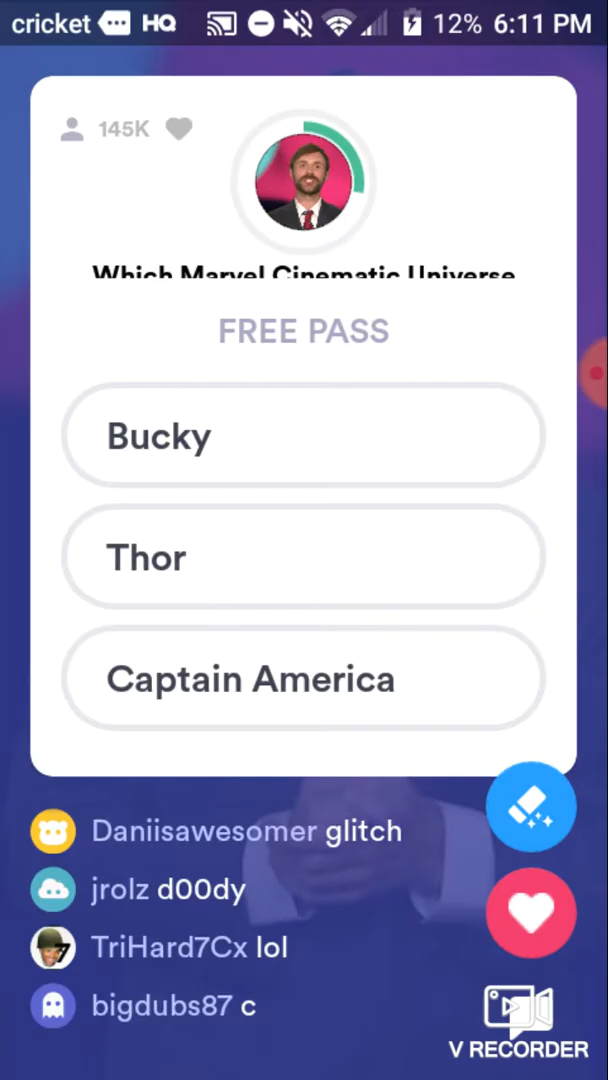 cricket HQ 12% 6:11 PM
145K
Which Marvel Cinematic Universe
FREE PASS
Bucky
Thor
Captain America
Daniisawesomer glitch
jrolz d00dy
TriHard7Cx lol
bigdubs87 c
V RECORDER